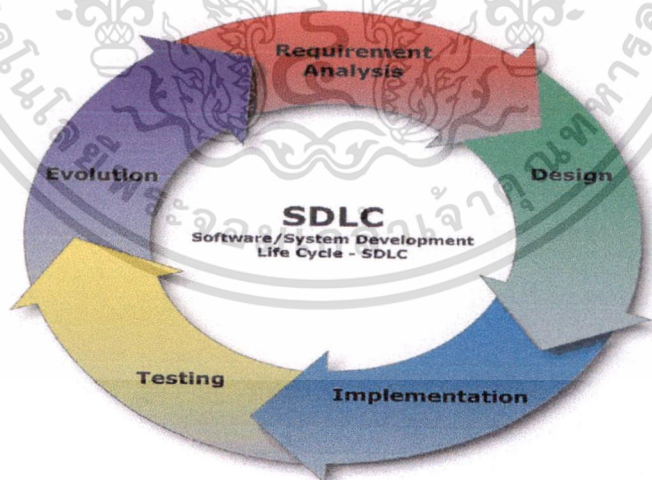 Requirement
Analysis
Design
Implementation
Testing
Evolution
SDLC
Software/System Development
Life Cycle - SDLC